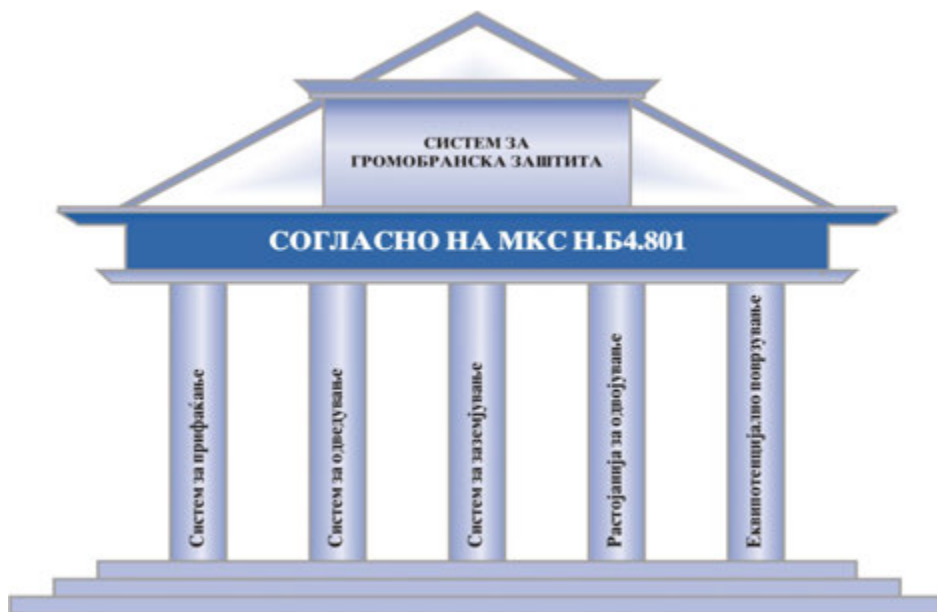 СИСТЕМ ЗА
ГРОМОБРАНСКА ЗАШТИТА
СОГЛАСНО НА МКС Н.Б4.801
Систем за прифаќање
Систем за одведување
Систем за заземјување
Растојанија за одвојување
Еквипотенцијално поврзување